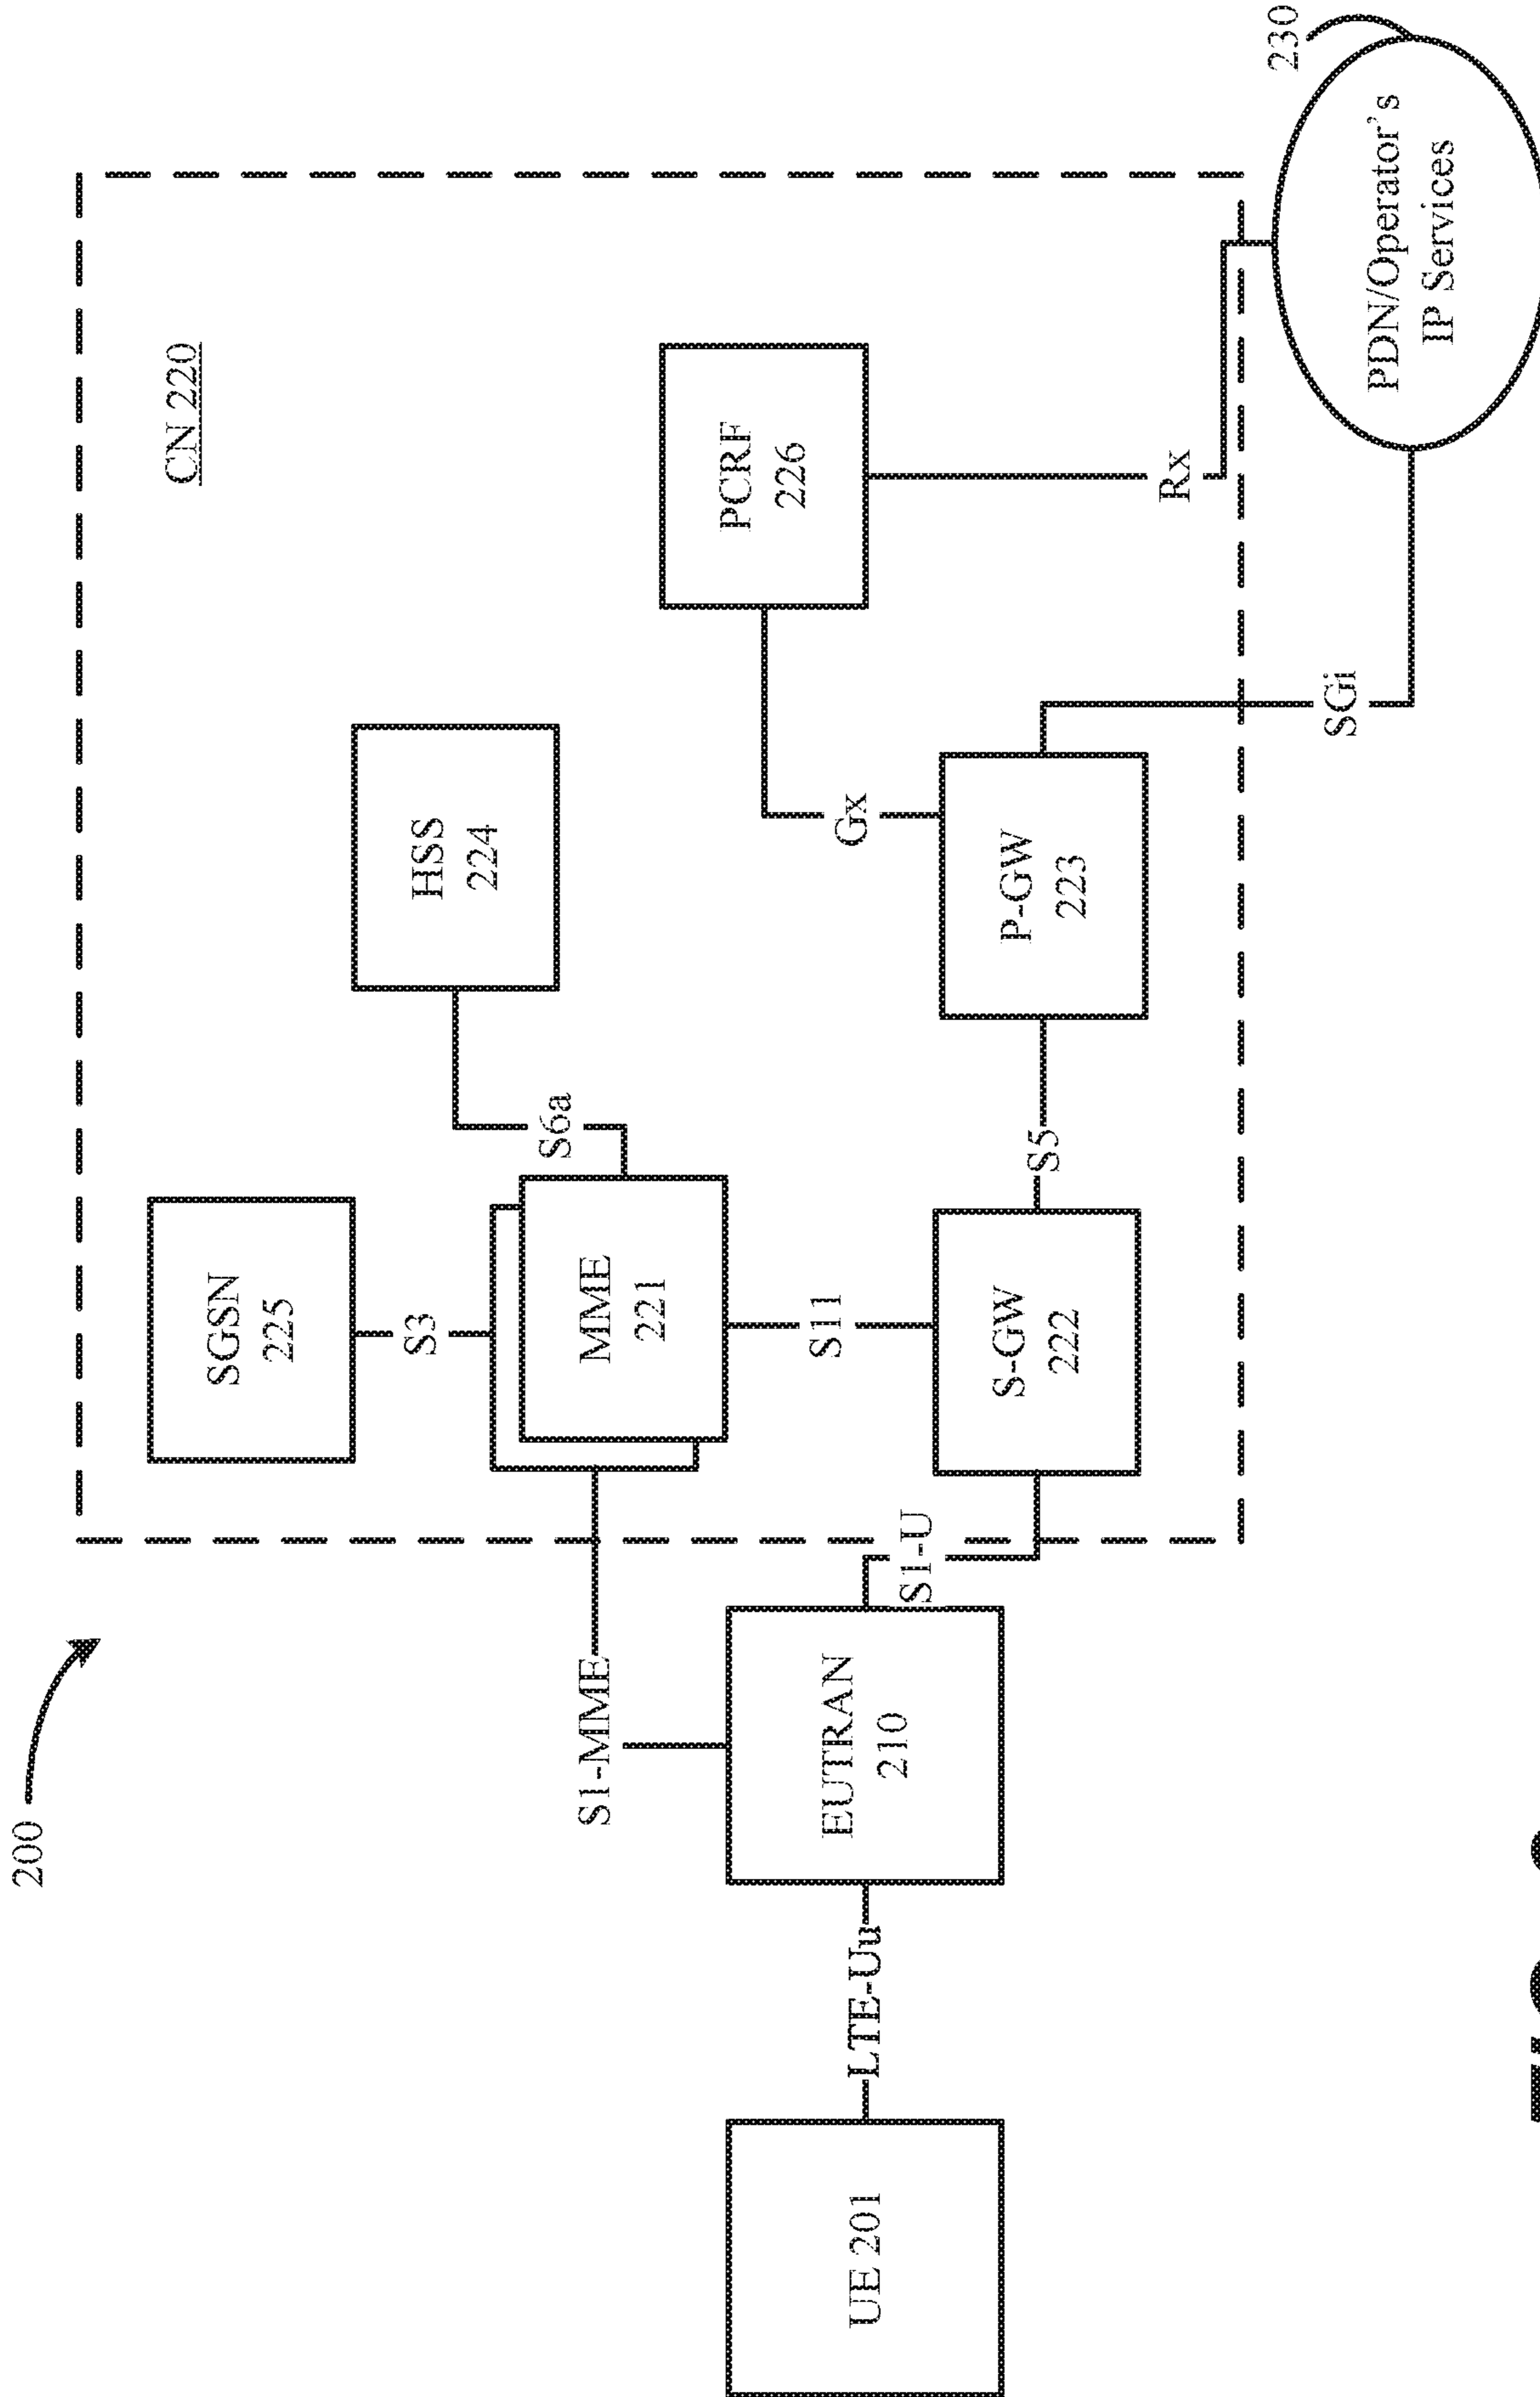 200
CN 220
SGSN
225
S3
HSS
224
S6a
MME
221
S1-MME
PCRF
226
S11
Gx
UE 201
LTE-Uu
EUTRAN
210
S1-U
S-GW
222
S5
P-GW
223
Rx
SGi
230
PDN/Operator's
IP Services